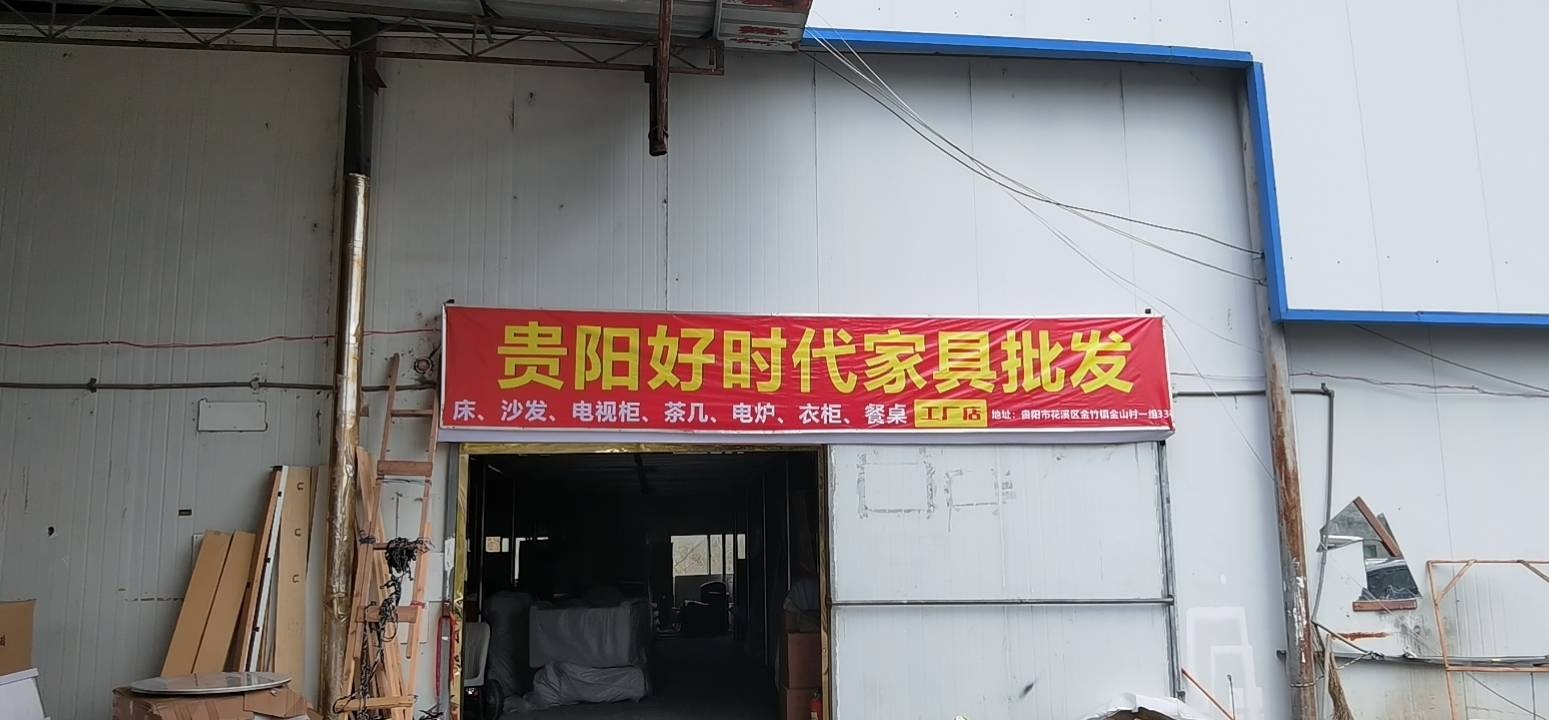 贵阳好时代家具批发
床、沙发、电视柜、茶几、电炉、衣柜、餐桌 工厂店 地址：贵阳市花溪区金竹镇金山村一组33